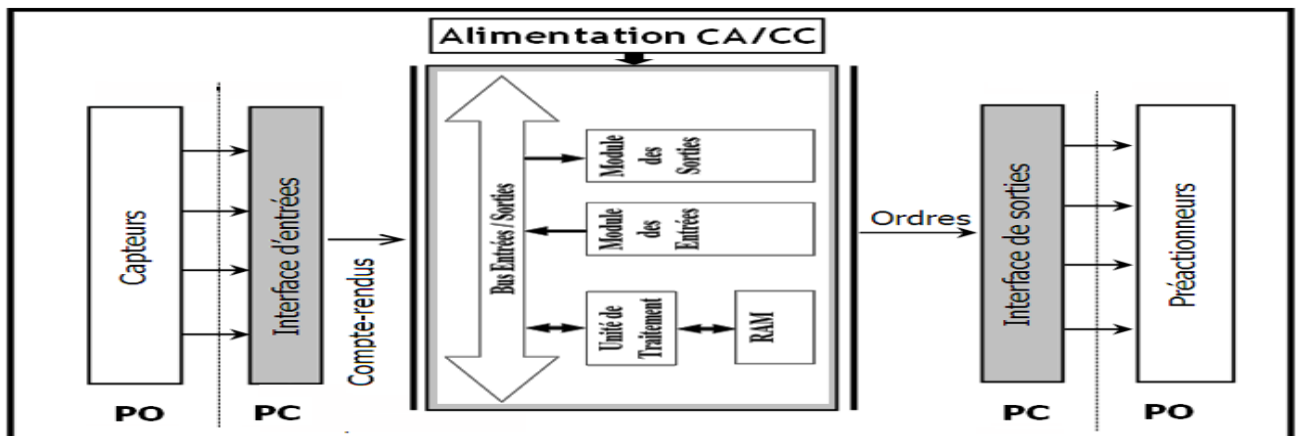 Alimentation CA/CC
Capteurs
Interface d'entrées
Compte-rendus
Bus Entrées / Sorties
Module
des
Sorties
Module
des
Entrées
Unité de
Traitement
RAM
Ordres
Interface de sorties
Préactionneurs
PO
PC
PC
PO